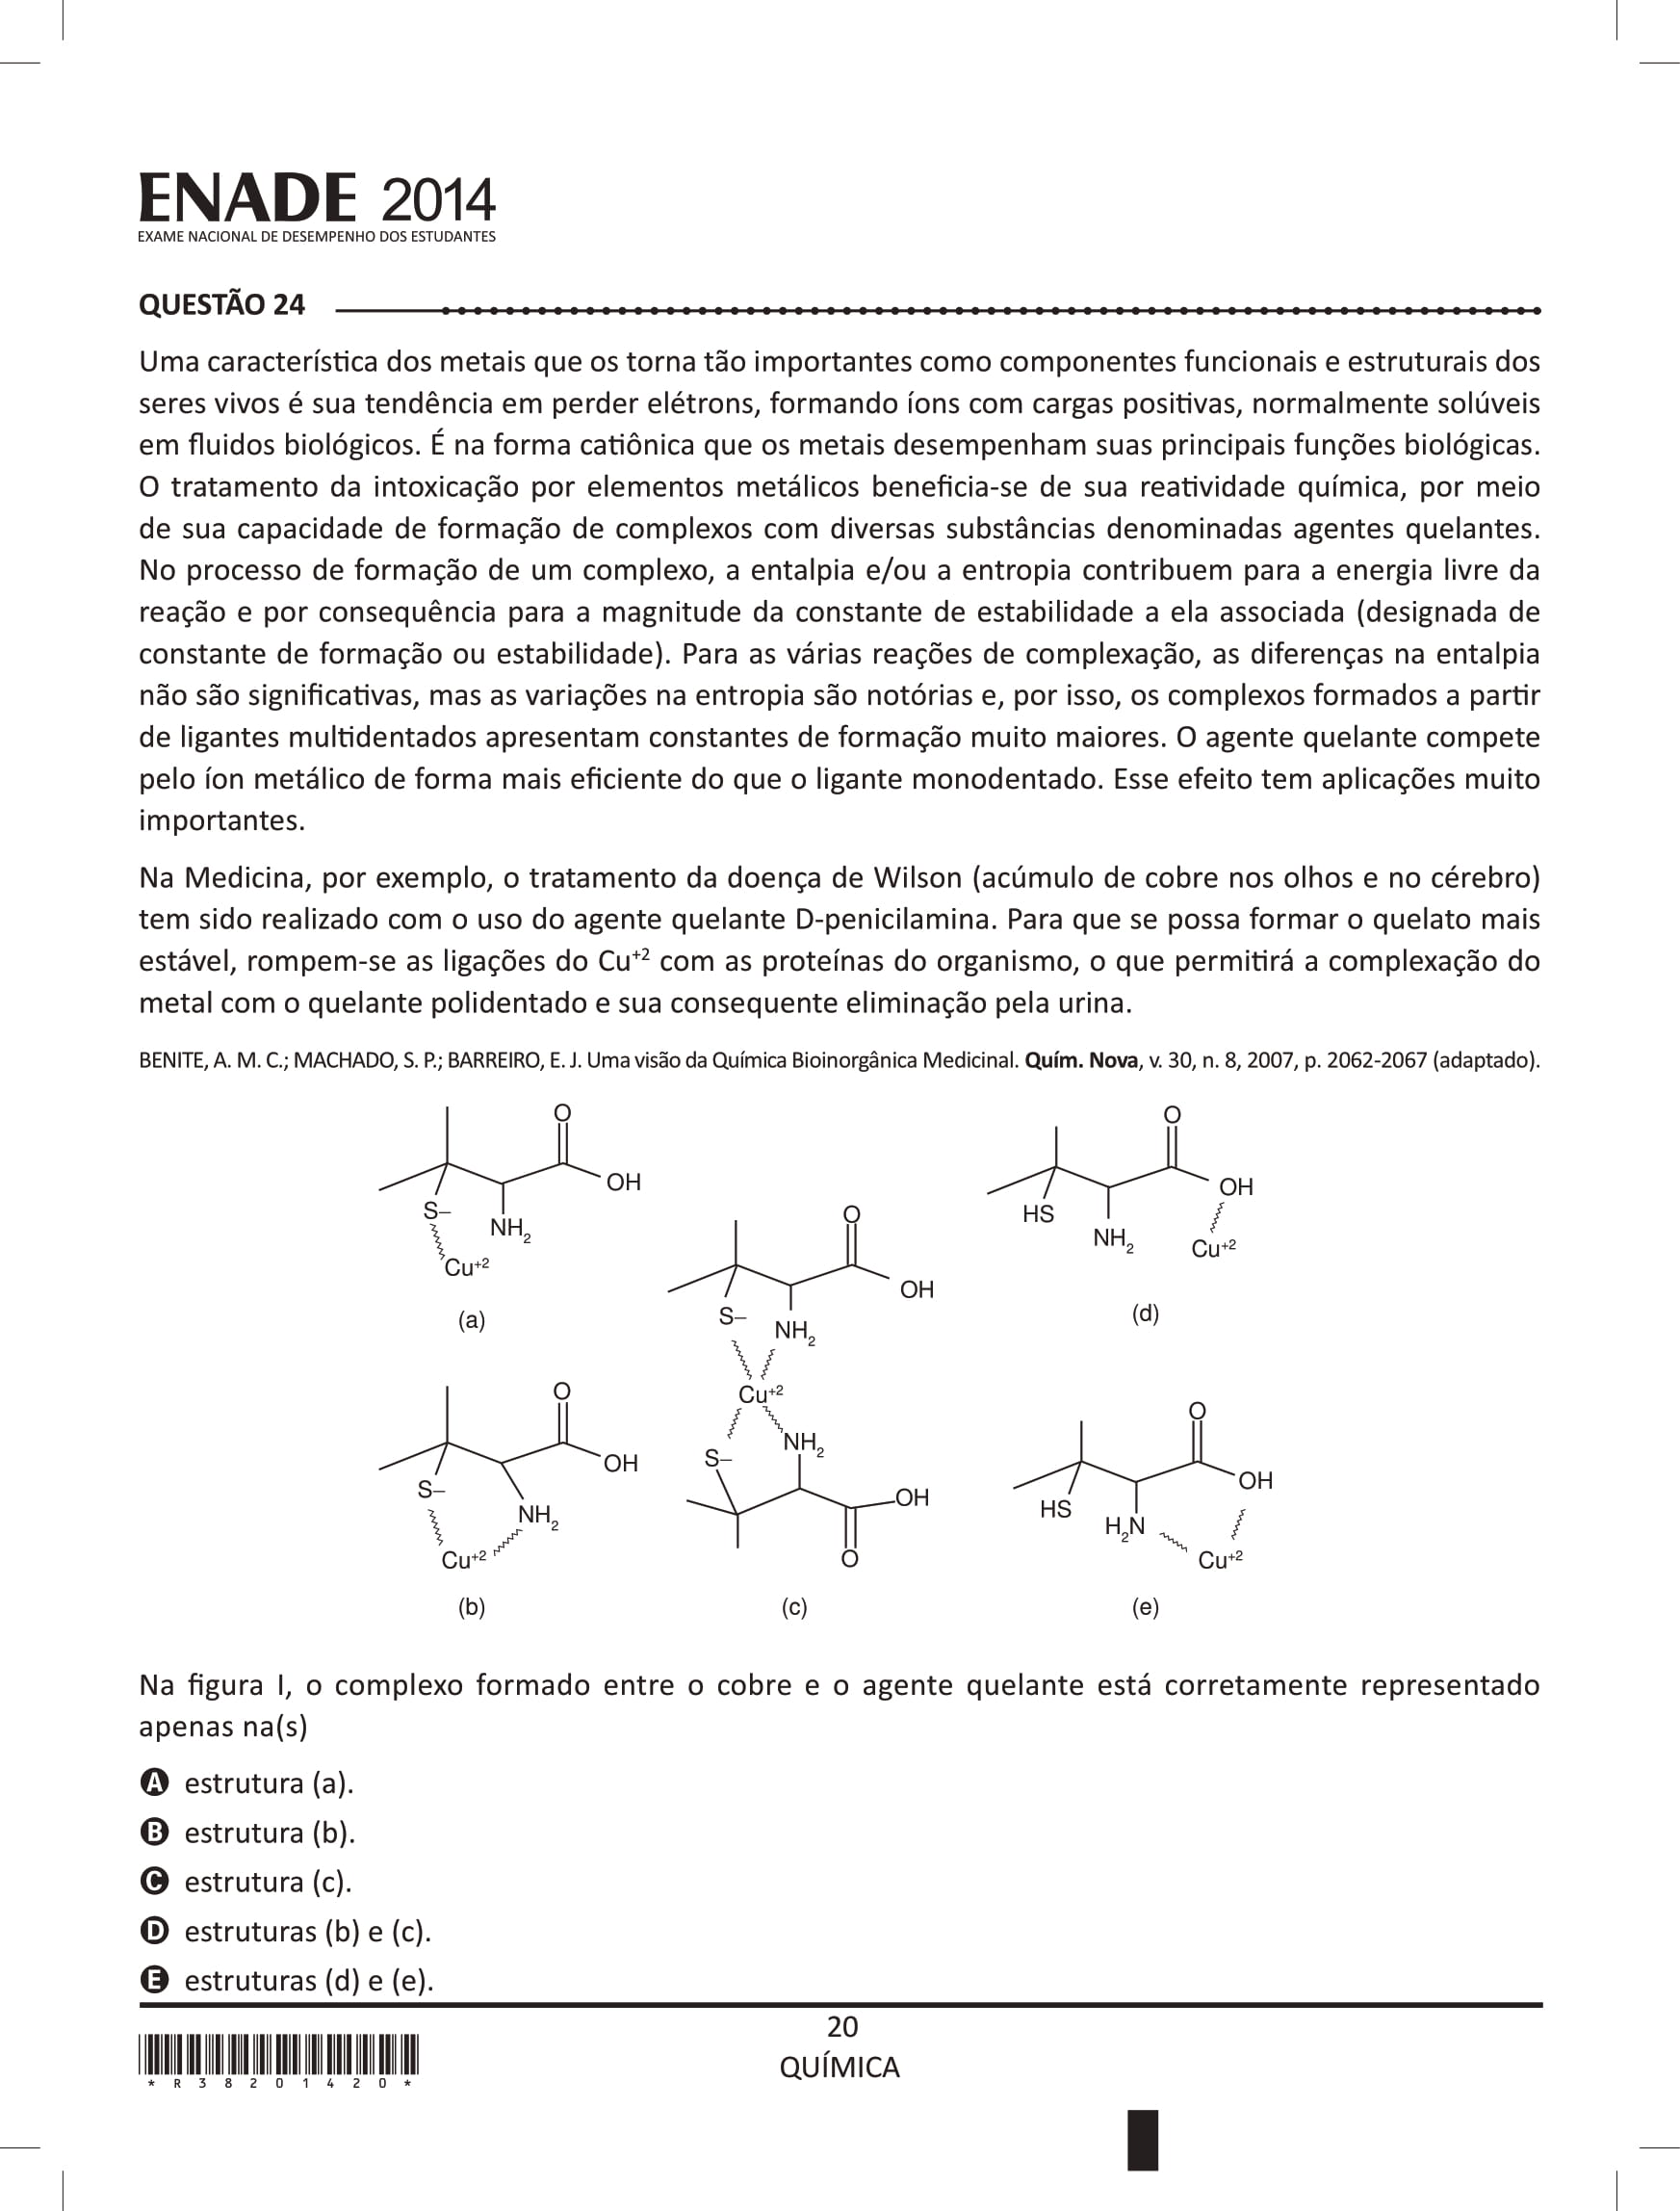 ENADE 2014
EXAME NACIONAL DE DESEMPENHO DOS ESTUDANTES
QUESTÃO 24
Uma característica dos metais que os torna tão importantes como componentes funcionais e estruturais dos
seres vivos é sua tendência em perder elétrons, formando íons com cargas positivas, normalmente solúveis
em fluidos biológicos. É na forma catiônica que os metais desempenham suas principais funções biológicas.
O tratamento da intoxicação por elementos metálicos beneficia-se de sua reatividade química, por meio
de sua capacidade de formação de complexos com diversas substâncias denominadas agentes quelantes.
No processo de formação de um complexo, a entalpia e/ou a entropia contribuem para a energia livre da
reação e por consequência para a magnitude da constante de estabilidade a ela associada (designada de
constante de formação ou estabilidade). Para as várias reações de complexação, as diferenças na entalpia
não são significativas, mas as variações na entropia são notórias e, por isso, os complexos formados a partir
de ligantes multidentados apresentam constantes de formação muito maiores. O agente quelante compete
pelo íon metálico de forma mais eficiente do que o ligante monodentado. Esse efeito tem aplicações muito
importantes.
Na Medicina, por exemplo, o tratamento da doença de Wilson (acúmulo de cobre nos olhos e no cérebro)
tem sido realizado com o uso do agente quelante D-penicilamina. Para que se possa formar o quelato mais
estável, rompem-se as ligações do Cu+2 com as proteínas do organismo, o que permitirá a complexação do
metal com o quelante polidentado e sua consequente eliminação pela urina.
BENITE, A. M. C.; MACHADO, S. P.; BARREIRO, E. J. Uma visão da Química Bioinorgânica Medicinal. Quím. Nova, v. 30, n. 8, 2007, p. 2062-2067 (adaptado).
O
OH
S–
NH2
Cu+2
(a)
O
OH
S–
NH2
Cu+2
(b)
O
OH
S–
NH2
Cu+2
NH2
S–
OH
O
(c)
O
OH
HS
NH2
Cu+2
(d)
O
OH
HS
H2N
Cu+2
(e)
Na figura I, o complexo formado entre o cobre e o agente quelante está corretamente representado
apenas na(s)
A estrutura (a).
B estrutura (b).
C estrutura (c).
D estruturas (b) e (c).
E estruturas (d) e (e).
20
QUÍMICA
* R 3 8 2 0 1 4 2 0 *